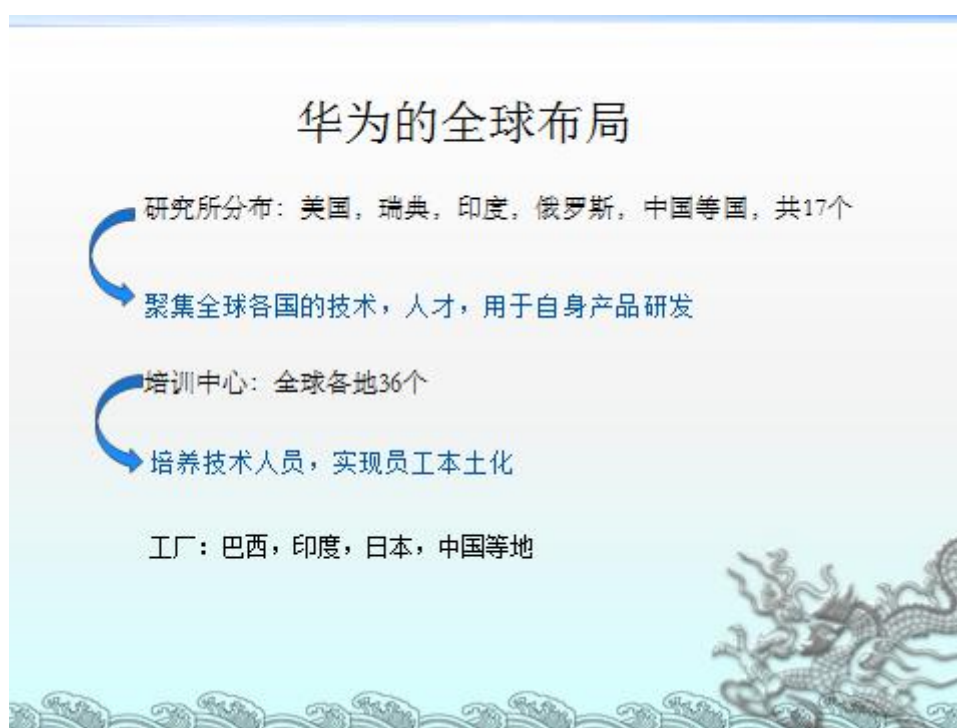 华为的全球布局
研究所分布：美国，瑞典，印度，俄罗斯，中国等国，共17个
聚集全球各国的技术，人才，用于自身产品研发
培训中心：全球各地36个
培养技术人员，实现员工本土化
工厂：巴西，印度，日本，中国等地